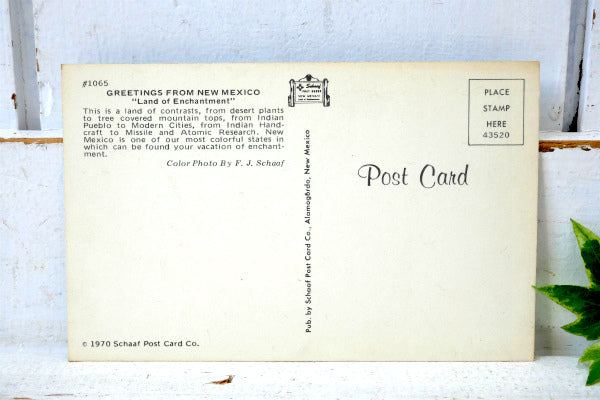 #1065
GREETINGS FROM NEW MEXICO
"Land of Enchantment"
This is a land of contrasts, from desert plants
to tree covered mountain tops, from Indian
Pueblo to Modern Cities, from Indian Hand-
craft to Missile and Atomic Research. New
Mexico is one of our most colorful states in
which can be found your vacation of enchant-
ment.
Color Photo By F. J. Schaaf
© 1970 Schaaf Post Card Co.
Schaaf
Pub. by Schaaf Post Card Co., Alamogordo, New Mexico
PLACE
STAMP
HERE
43520
Post Card